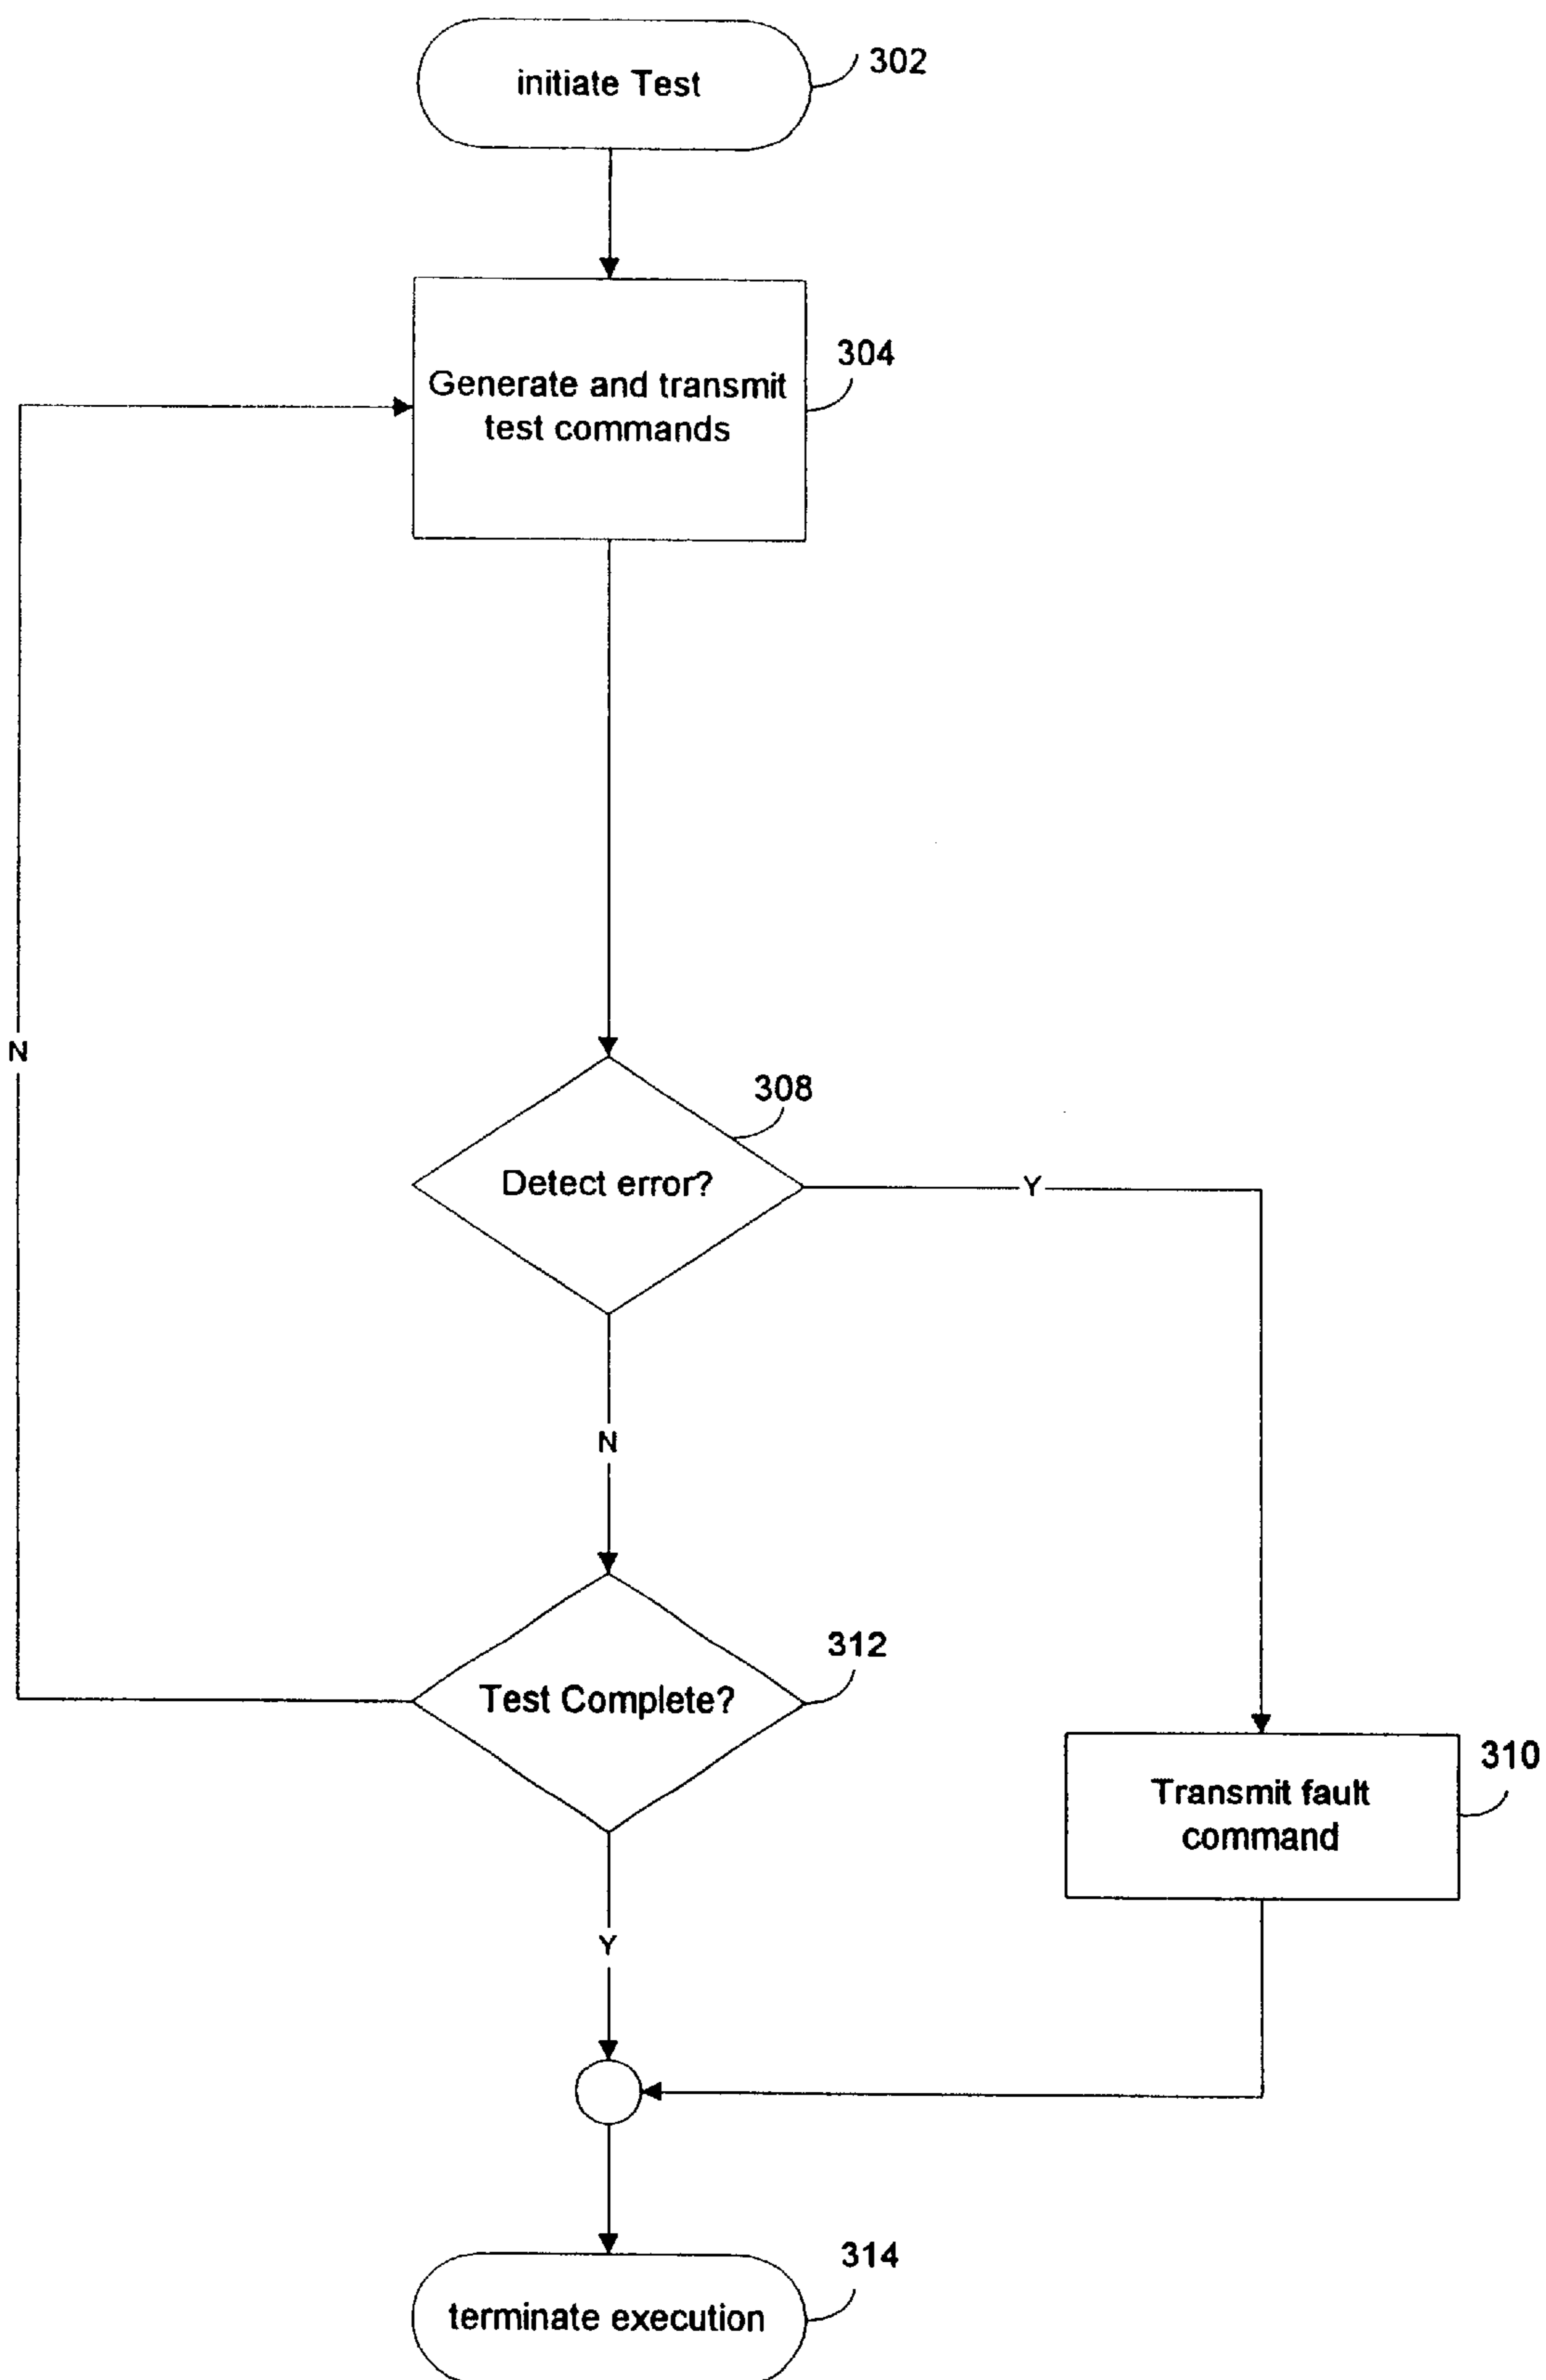 initiate Test
302
Generate and transmit
test commands
304
N
308
Detect error?
Y
N
312
Test Complete?
310
Transmit fault
command
Y
314
terminate execution